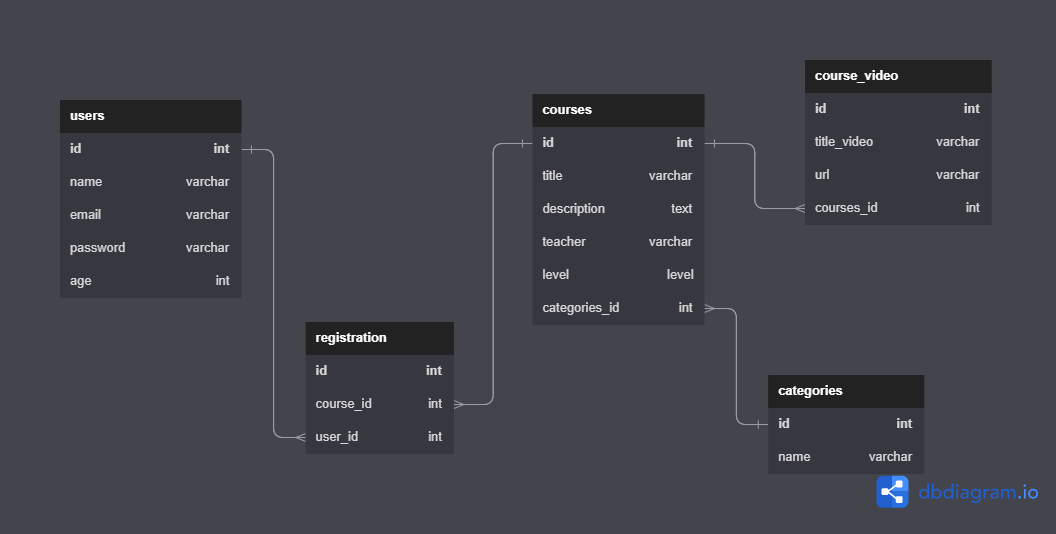 users
id int
name varchar
email varchar
password varchar
age int
registration
id int
course_id int
user_id int
courses
id int
title varchar
description text
teacher varchar
level level
categories_id int
course_video
id int
title_video varchar
url varchar
courses_id int
categories
id int
name varchar
dbdiagram.io